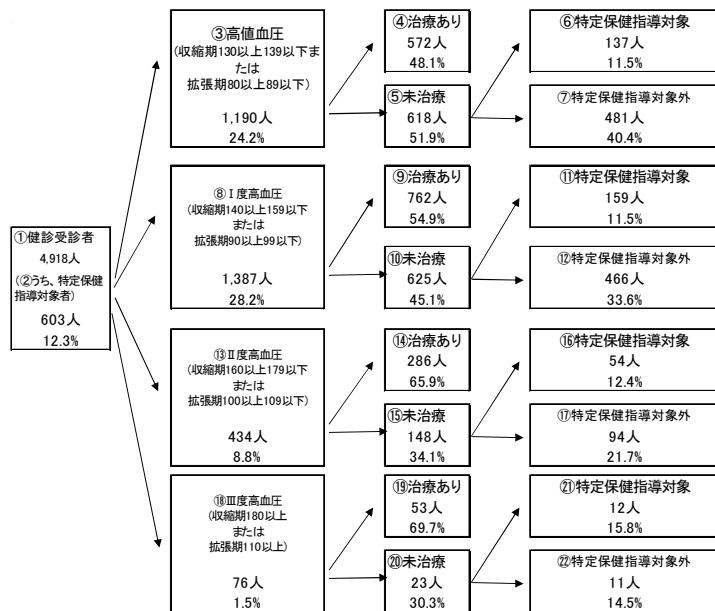 ①健診受診者
4,918人
(②うち、特定保健
指導対象者)
603人
12.3%
③高値血圧
(収縮期130以上139以下ま
たは
拡張期80以上89以下)
1,190人
24.2%
④治療あり
572人
48.1%
⑤未治療
618人
51.9%
⑥特定保健指導対象
137人
11.5%
⑦特定保健指導対象外
481人
40.4%
⑧Ⅰ度高血圧
(収縮期140以上159以下
または
拡張期90以上99以下)
1,387人
28.2%
⑨治療あり
762人
54.9%
⑩未治療
625人
45.1%
⑪特定保健指導対象
159人
11.5%
⑫特定保健指導対象外
466人
33.6%
⑬Ⅱ度高血圧
(収縮期160以上179以下
または
拡張期100以上109以下)
434人
8.8%
⑭治療あり
286人
65.9%
⑮未治療
148人
34.1%
⑯特定保健指導対象
54人
12.4%
⑰特定保健指導対象外
94人
21.7%
⑱Ⅲ度高血圧
(収縮期180以上
または
拡張期110以上)
76人
1.5%
⑲治療あり
53人
69.7%
⑳未治療
23人
30.3%
㉑特定保健指導対象
12人
15.8%
㉒特定保健指導対象外
11人
14.5%